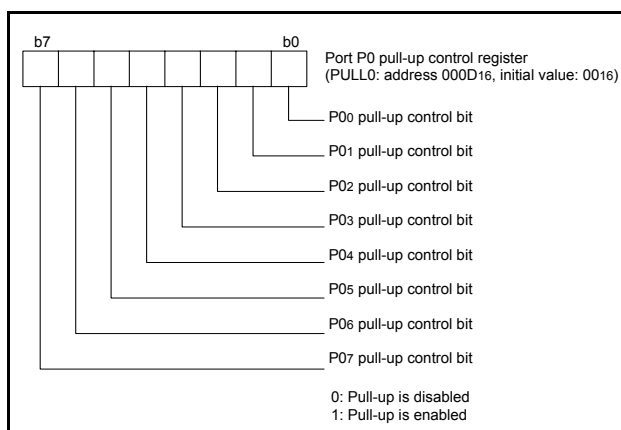 b7 b0
Port P0 pull-up control register
(PULL0: address 000D16, initial value: 0016)
P00 pull-up control bit
P01 pull-up control bit
P02 pull-up control bit
P03 pull-up control bit
P04 pull-up control bit
P05 pull-up control bit
P06 pull-up control bit
P07 pull-up control bit
0: Pull-up is disabled
1: Pull-up is enabled